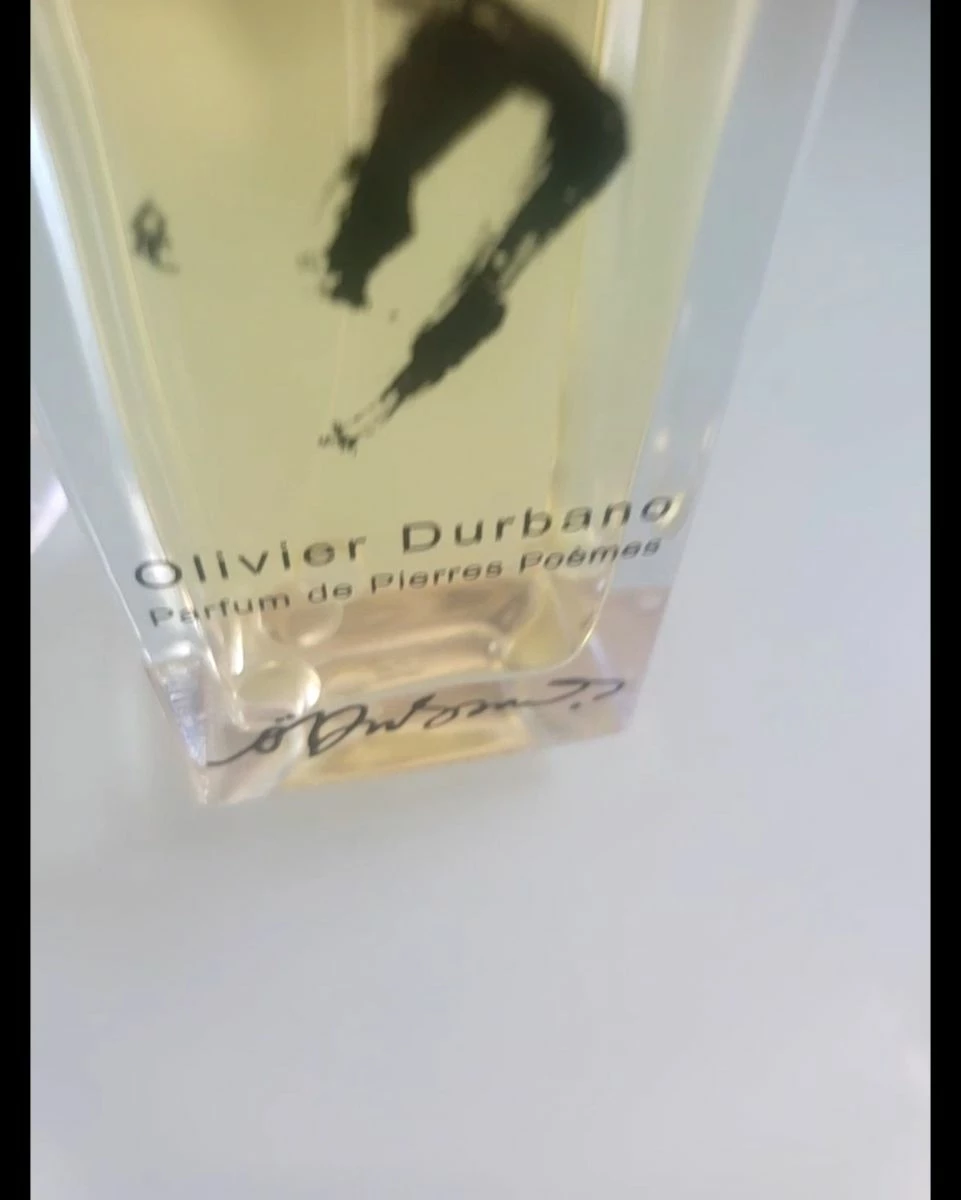 Olivier Durbano
Parfum de Pierres Poèmes